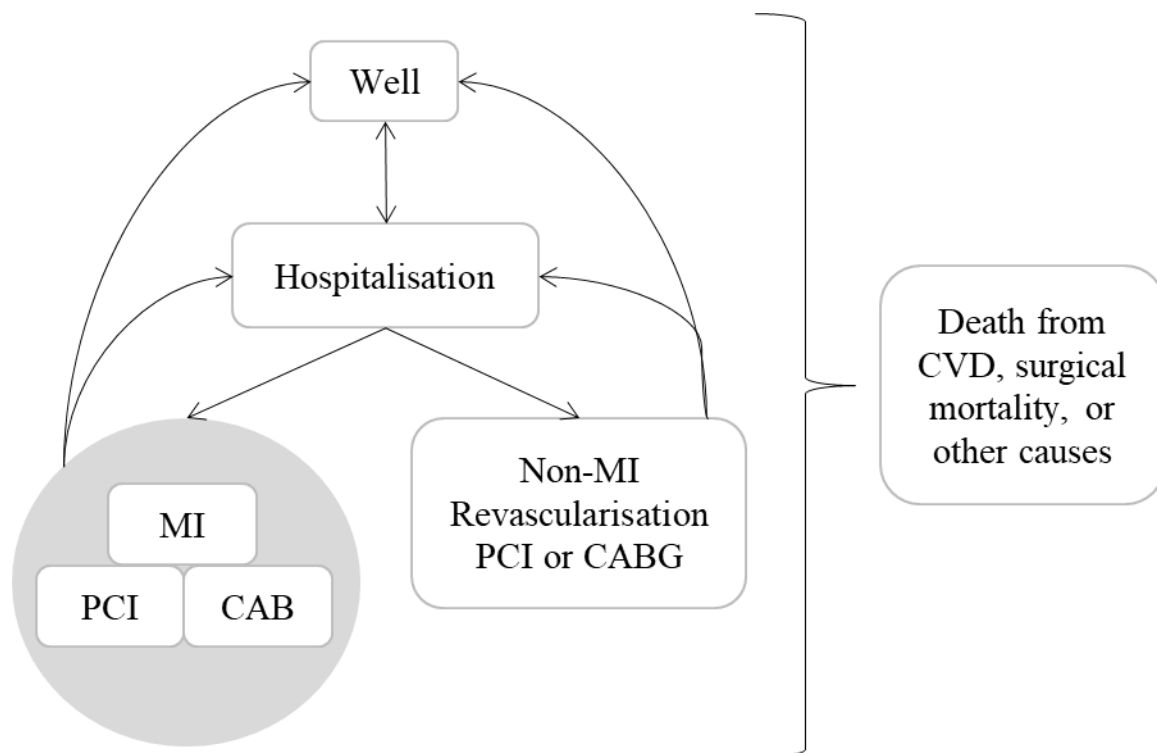 Well
Hospitalisation
MI
PCI
CAB
Non-MI
Revascularisation
PCI or CABG
Death from
CVD, surgical
mortality, or
other causes